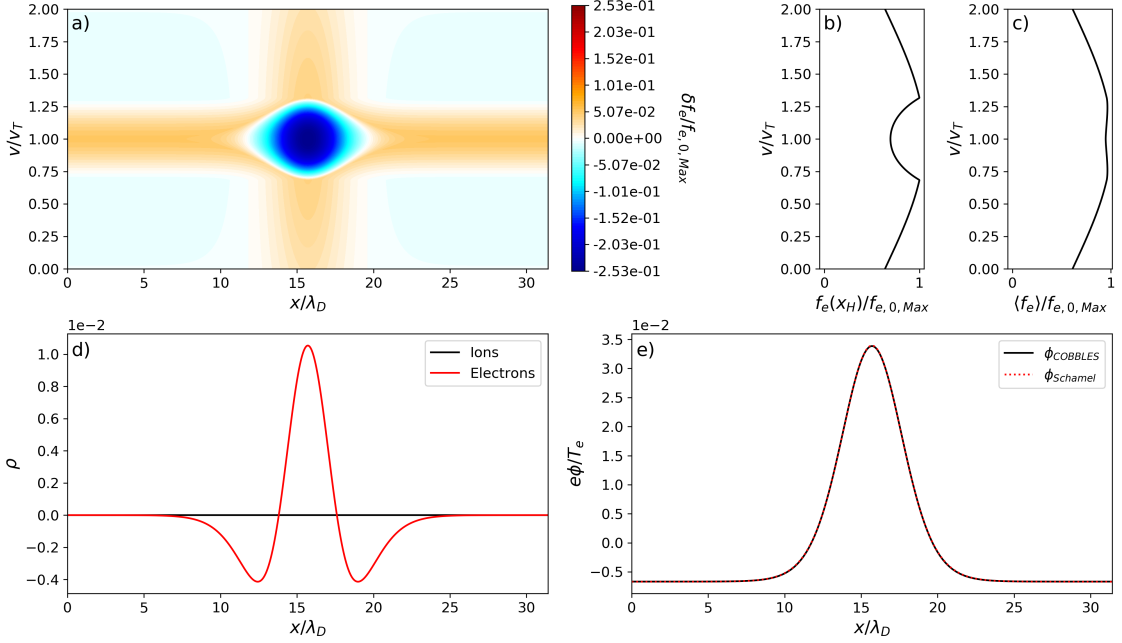 a)
2.00
1.75
1.50
1.25
1.00
0.75
0.50
0.25
0.00
v/v_T
0
5
10
15
20
25
30
x/λ_D
2.53e-01
2.03e-01
1.52e-01
1.01e-01
5.07e-02
0.00e+00
−5.07e-02
−1.01e-01
−1.52e-01
−2.03e-01
−2.53e-01
δf_e/f_{e,0,Max}
b)
2.00
1.75
1.50
1.25
1.00
0.75
0.50
0.25
0.00
v/v_T
0
1
f_e(x_H)/f_{e,0,Max}
c)
2.00
1.75
1.50
1.25
1.00
0.75
0.50
0.25
0.00
v/v_T
0
1
⟨f_e⟩/f_{e,0,Max}
1e−2
d)
1.0
0.8
0.6
0.4
0.2
0.0
−0.2
−0.4
ρ
Ions
Electrons
0
5
10
15
20
25
30
x/λ_D
1e−2
e)
3.5
3.0
2.5
2.0
1.5
1.0
0.5
0.0
−0.5
eϕ/T_e
ϕ_{COBBLES}
ϕ_{Schamel}
0
5
10
15
20
25
30
x/λ_D